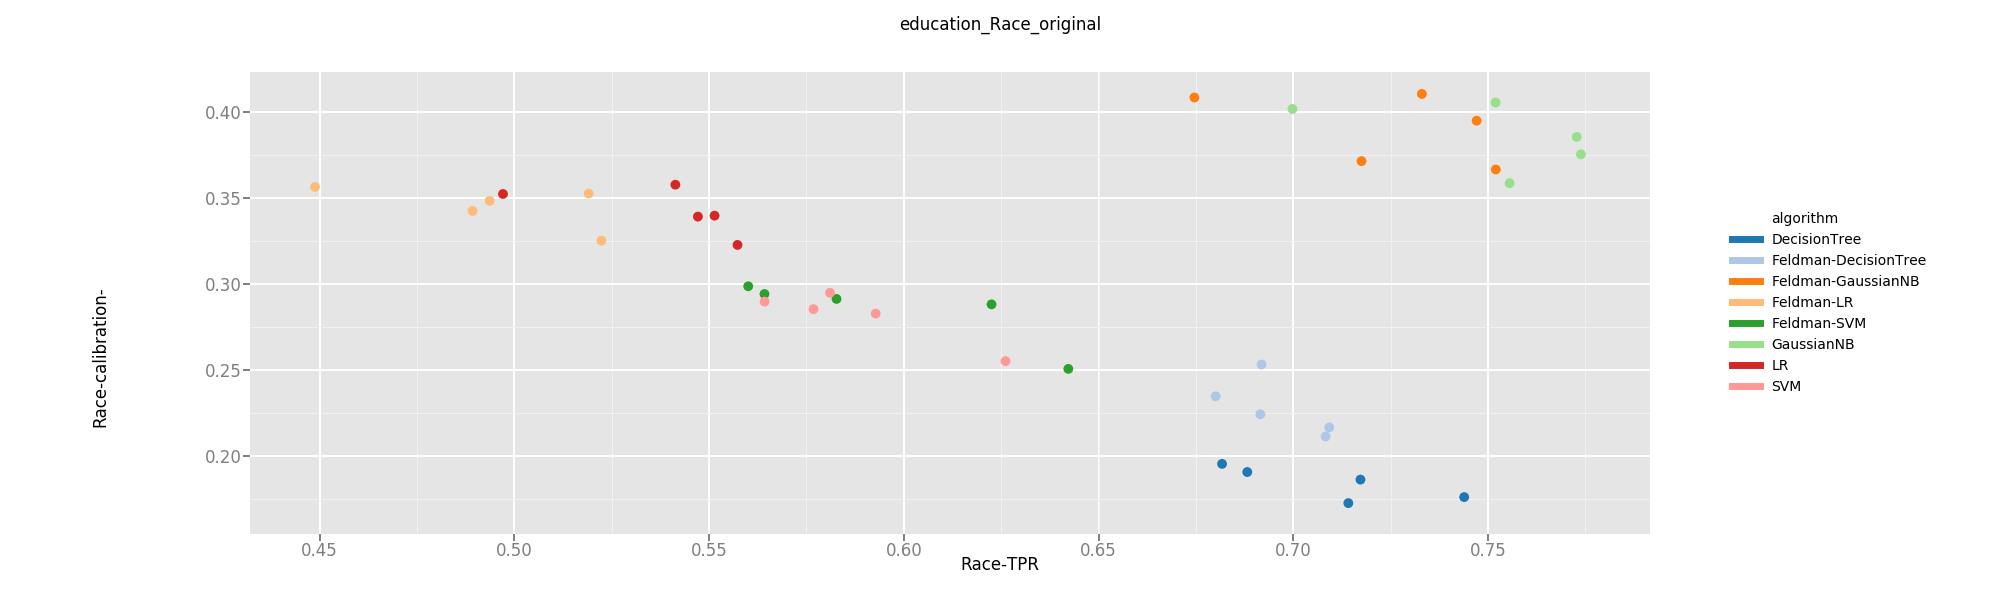 education_Race_original
Race-calibration-
0.40
0.35
0.30
0.25
0.20
0.45
0.50
0.55
0.60
0.65
0.70
0.75
Race-TPR
algorithm
DecisionTree
Feldman-DecisionTree
Feldman-GaussianNB
Feldman-LR
Feldman-SVM
GaussianNB
LR
SVM